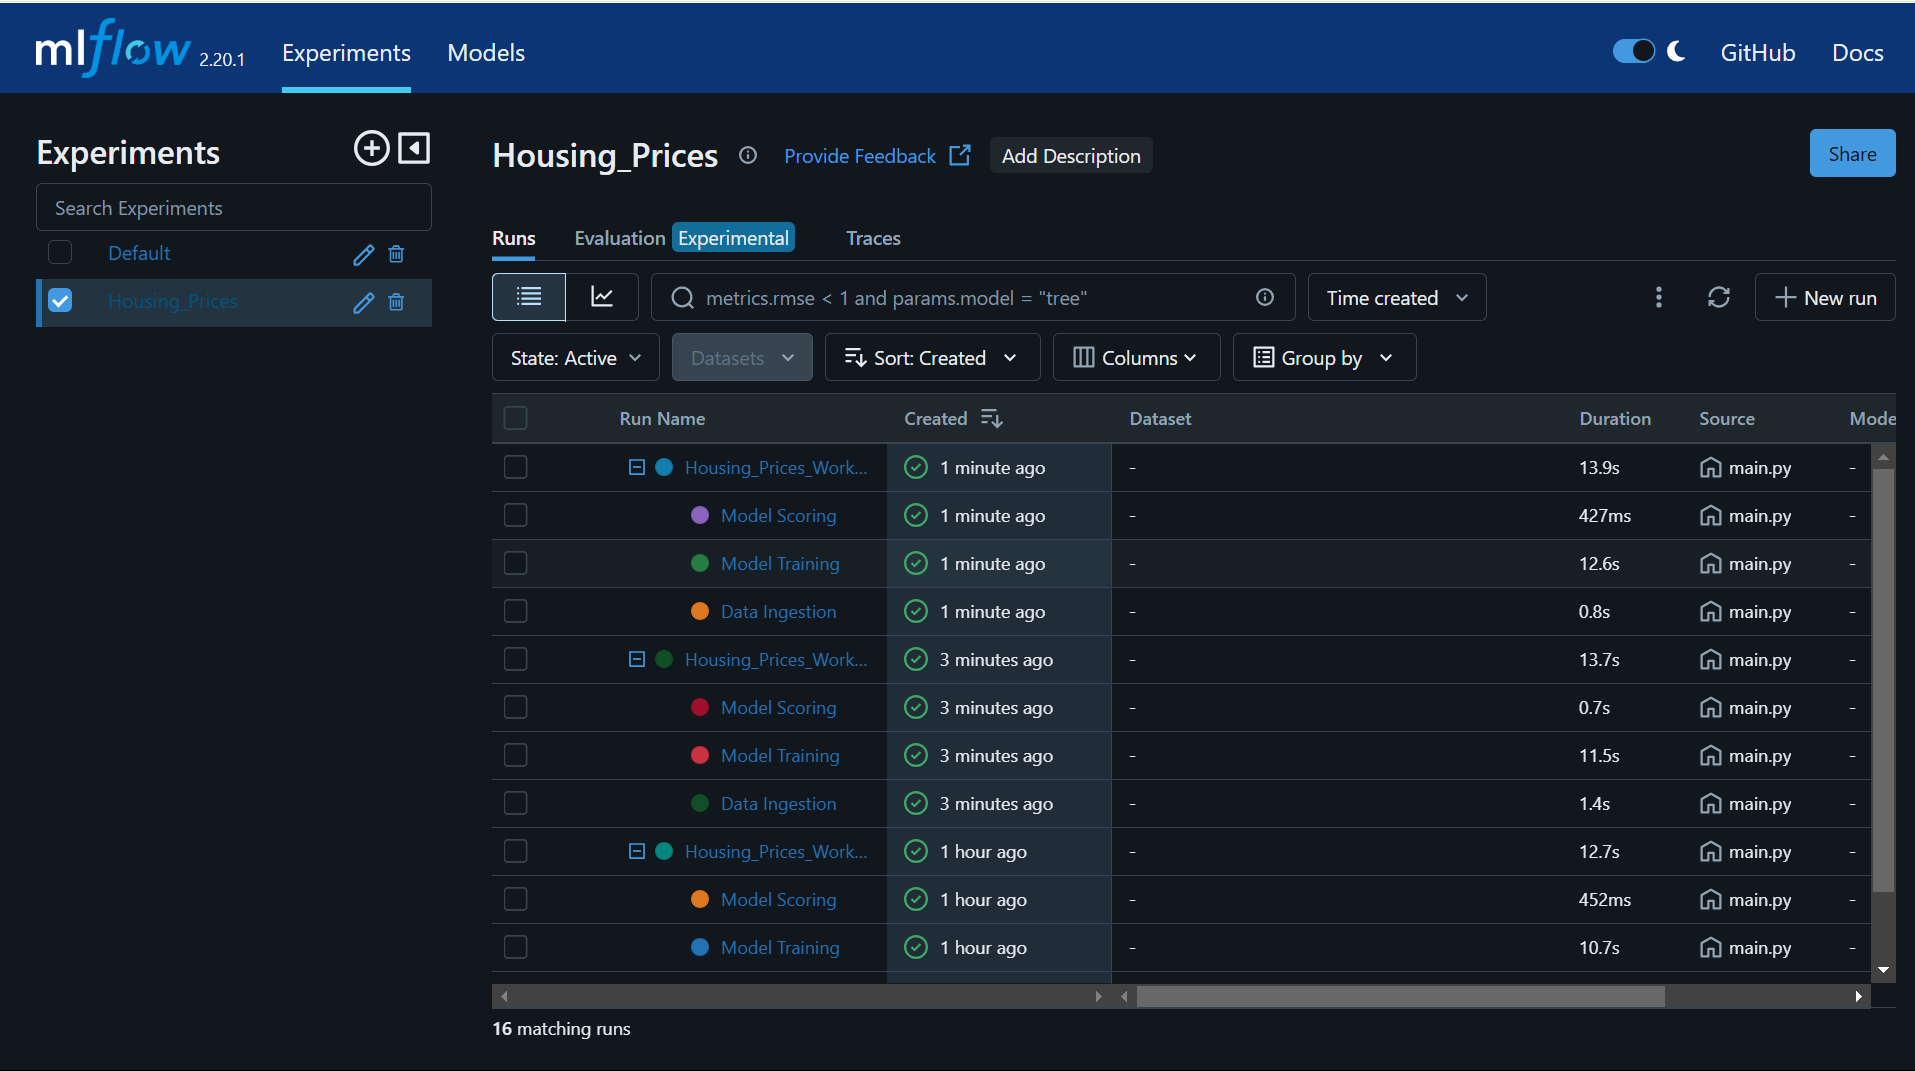 mlflow 2.20.1 Experiments Models GitHub Docs
Experiments
Search Experiments
Default
Housing_Prices
Housing_Prices Provide Feedback Add Description Share
Runs Evaluation Experimental Traces
metrics.rmse < 1 and params.model = "tree" Time created New run
State: Active Datasets Sort: Created Columns Group by
Run Name Created Dataset Duration Source Mode
Housing_Prices_Work... 1 minute ago - 13.9s main.py -
Model Scoring 1 minute ago - 427ms main.py -
Model Training 1 minute ago - 12.6s main.py -
Data Ingestion 1 minute ago - 0.8s main.py -
Housing_Prices_Work... 3 minutes ago - 13.7s main.py -
Model Scoring 3 minutes ago - 0.7s main.py -
Model Training 3 minutes ago - 11.5s main.py -
Data Ingestion 3 minutes ago - 1.4s main.py -
Housing_Prices_Work... 1 hour ago - 12.7s main.py -
Model Scoring 1 hour ago - 452ms main.py -
Model Training 1 hour ago - 10.7s main.py -
16 matching runs